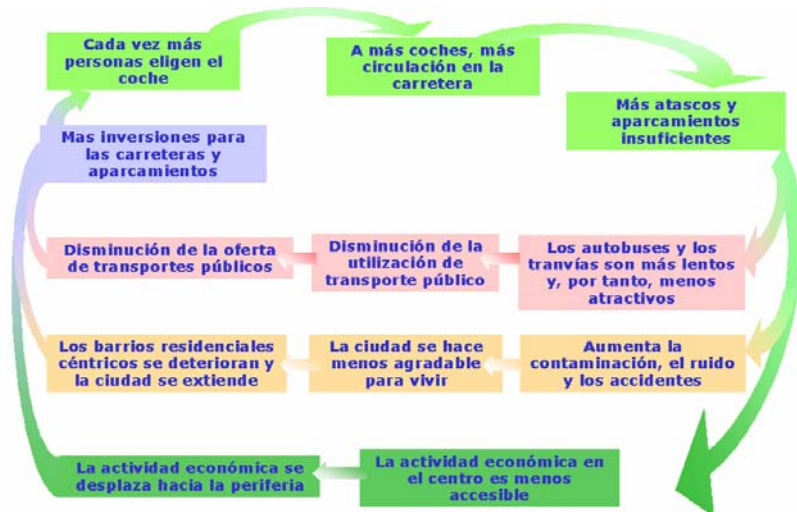 Cada vez más
personas eligen el
coche
A más coches, más
circulación en la
carretera
Más atascos y
aparcamientos
insuficientes
Mas inversiones para
las carreteras y
aparcamientos
Disminución de la oferta
de transportes públicos
Disminución de la
utilización de
transporte público
Los autobuses y los
tranvías son más lentos
y, por tanto, menos
atractivos
Los barrios residenciales
céntricos se deterioran y
la ciudad se extiende
La ciudad se hace
menos agradable
para vivir
Aumenta la
contaminación, el ruido
y los accidentes
La actividad económica se
desplaza hacia la periferia
La actividad económica en
el centro es menos
accesible